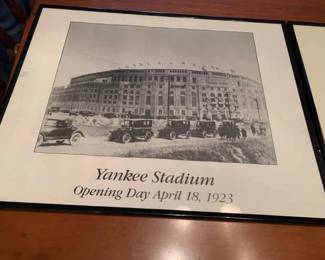 Yankee Stadium
Opening Day April 18, 1923